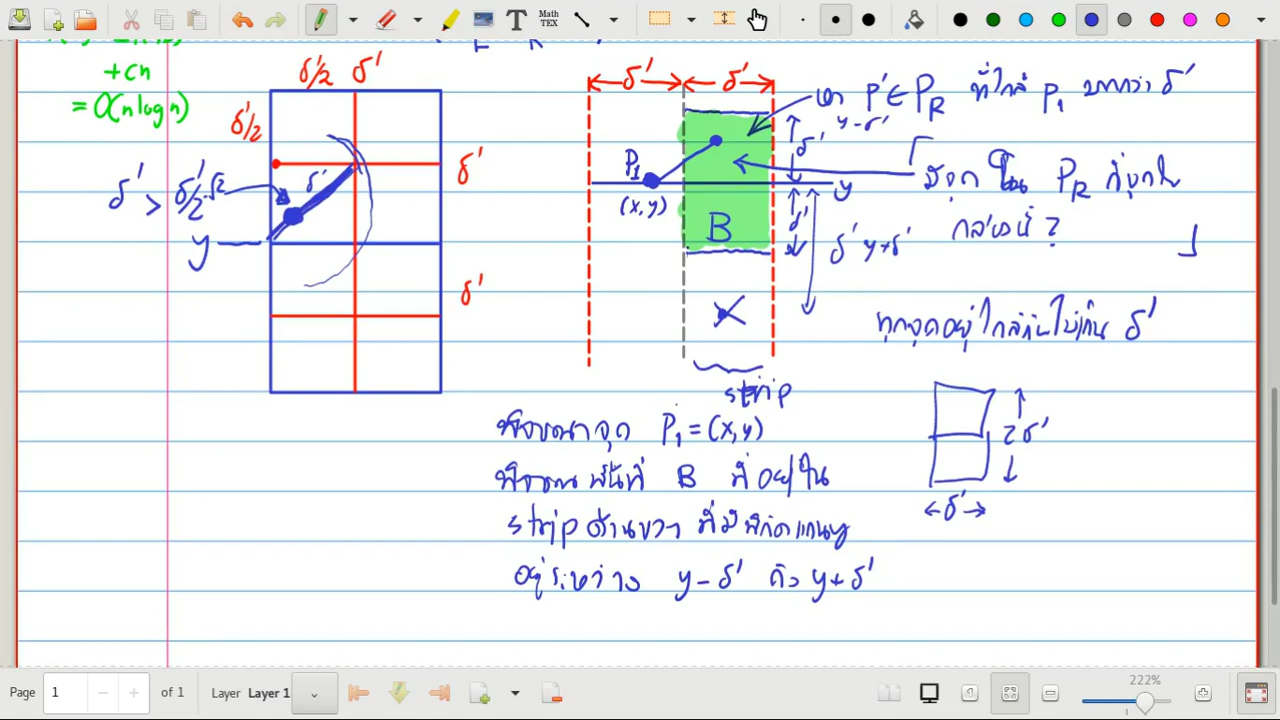 +cn
= O(n log n)
δ'/2 δ'
δ'/2
δ'
δ' > δ'/2·√2
δ'
y
δ'
δ' δ'
P₁
(x,y)
B
y
y-δ'
δ'
δ'
δ' y+δ'
strip
หา P'∈P_R ที่ใกล้ P₁ มากกว่า δ'
มีจุดใน P_R กี่จุดใน
กล่องนี้?
ทุกจุดอยู่ใกล้กันไม่เกิน δ'
2δ'
δ'
พิจารณาจุด P₁=(x,y)
พิจารณาพื้นที่ B ที่อยู่ใน
strip ด้านขวา ที่มีพิกัดแกน y
อยู่ระหว่าง y-δ' ถึง y+δ'
Math
TEX
Page 1 of 1 Layer Layer 1 222%